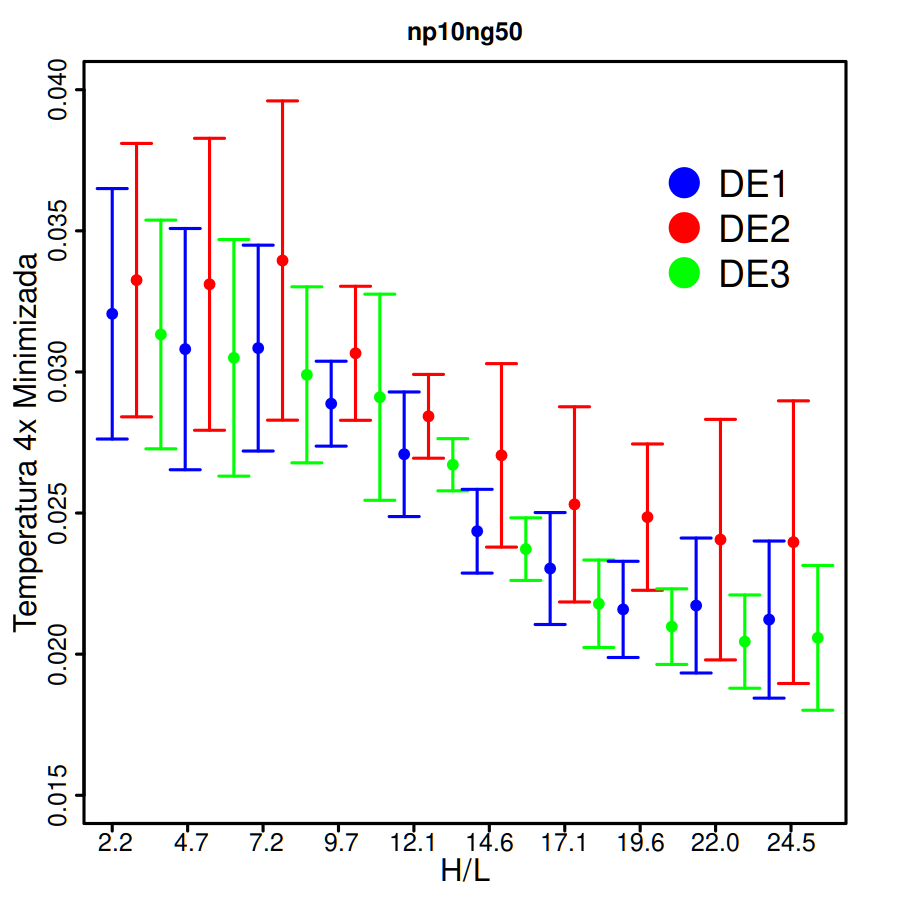 np10ng50
Temperatura 4x Minimizada
0.040
0.035
0.030
0.025
0.020
0.015
DE1
DE2
DE3
2.2 4.7 7.2 9.7 12.1 14.6 17.1 19.6 22.0 24.5
H/L